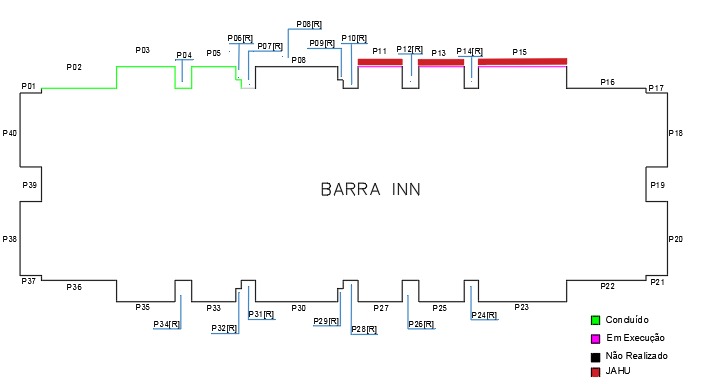 P08[R]
P06[R]
P10[R]
P03
P04
P05
P07[R]
P09[R]
P11
P12[R]
P13
P14[R]
P15
P02
P08
P01
P16
P17
P40
P18
P39
BARRA INN
P19
P38
P20
P37
P36
P22
P21
P35
P33
P30
P27
P25
P23
P34[R]
P32[R]
P31[R]
P29[R]
P28[R]
P26[R]
P24[R]
Concluído
Em Execução
Não Realizado
JAHU